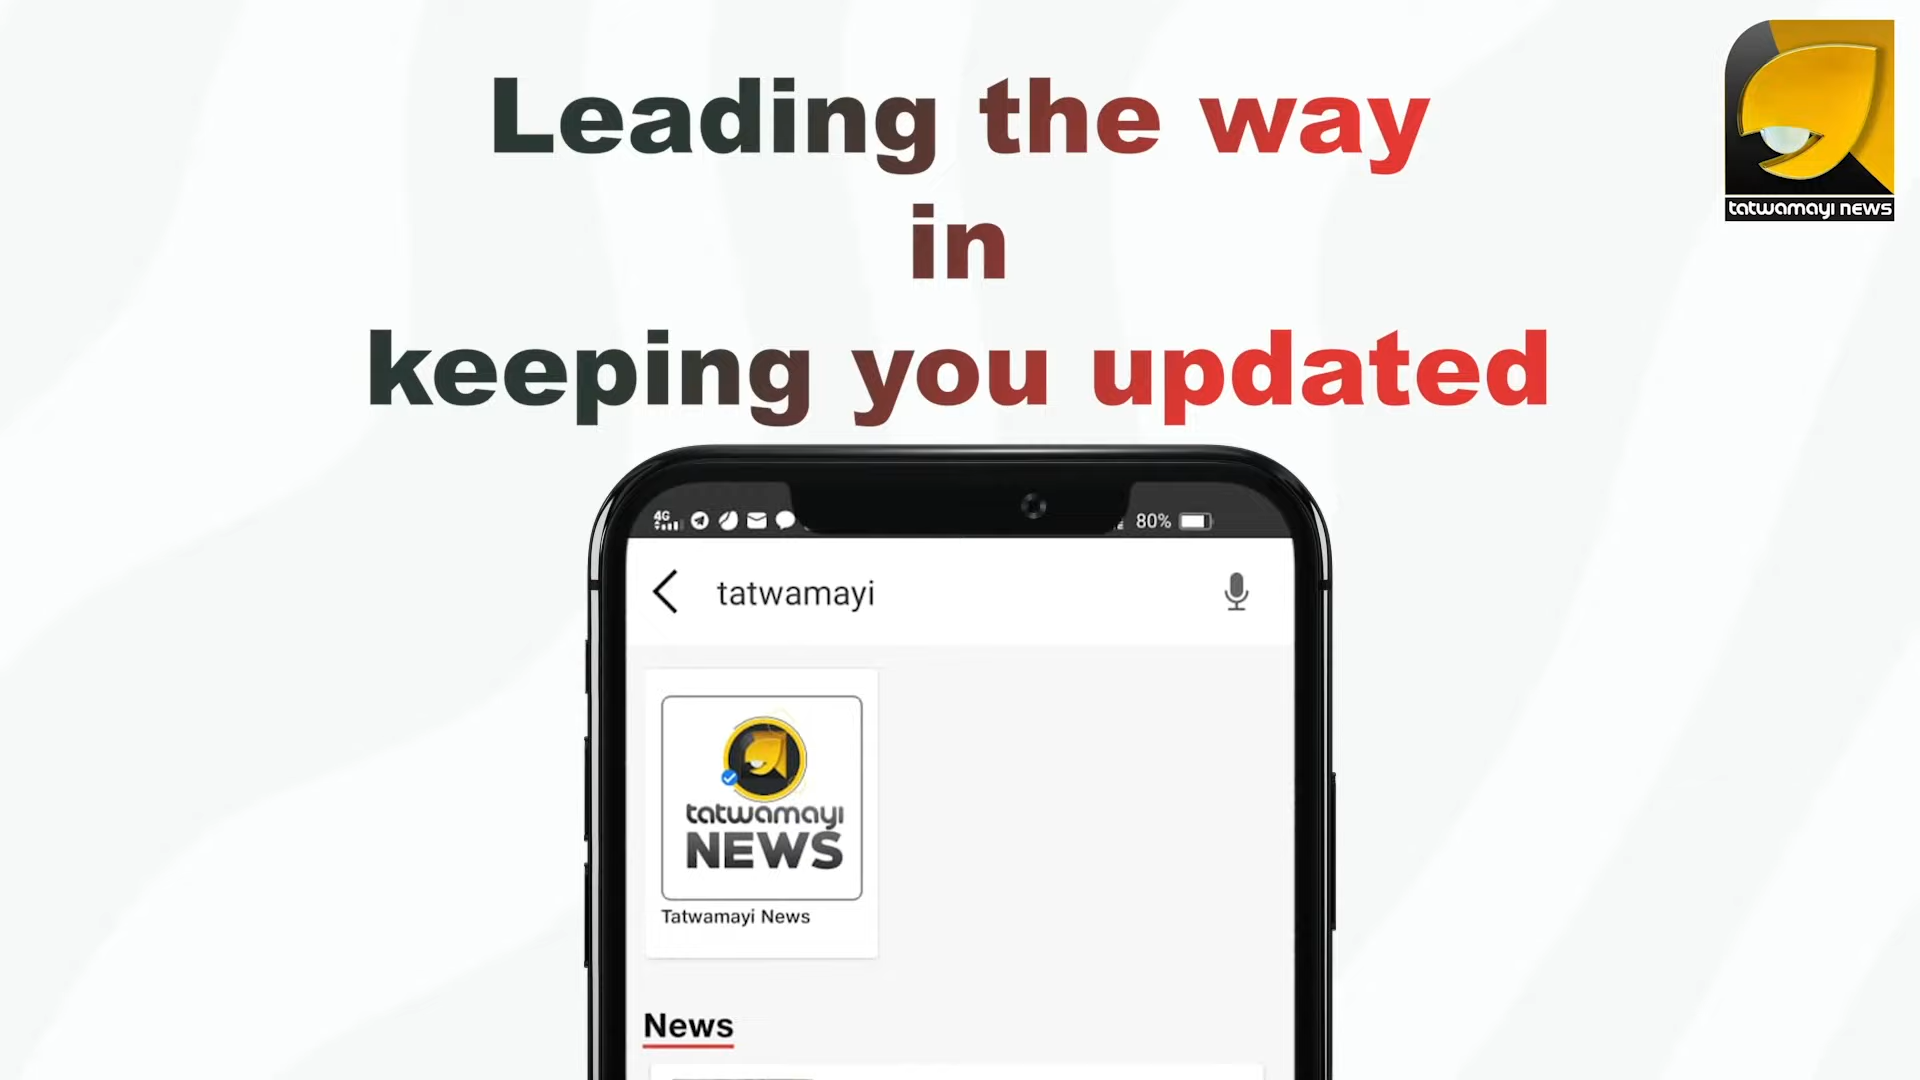 Leading the way
in
keeping you updated
tatwamayi NEWS
4G
80%
tatwamayi
tatwamayi
NEWS
Tatwamayi News
News